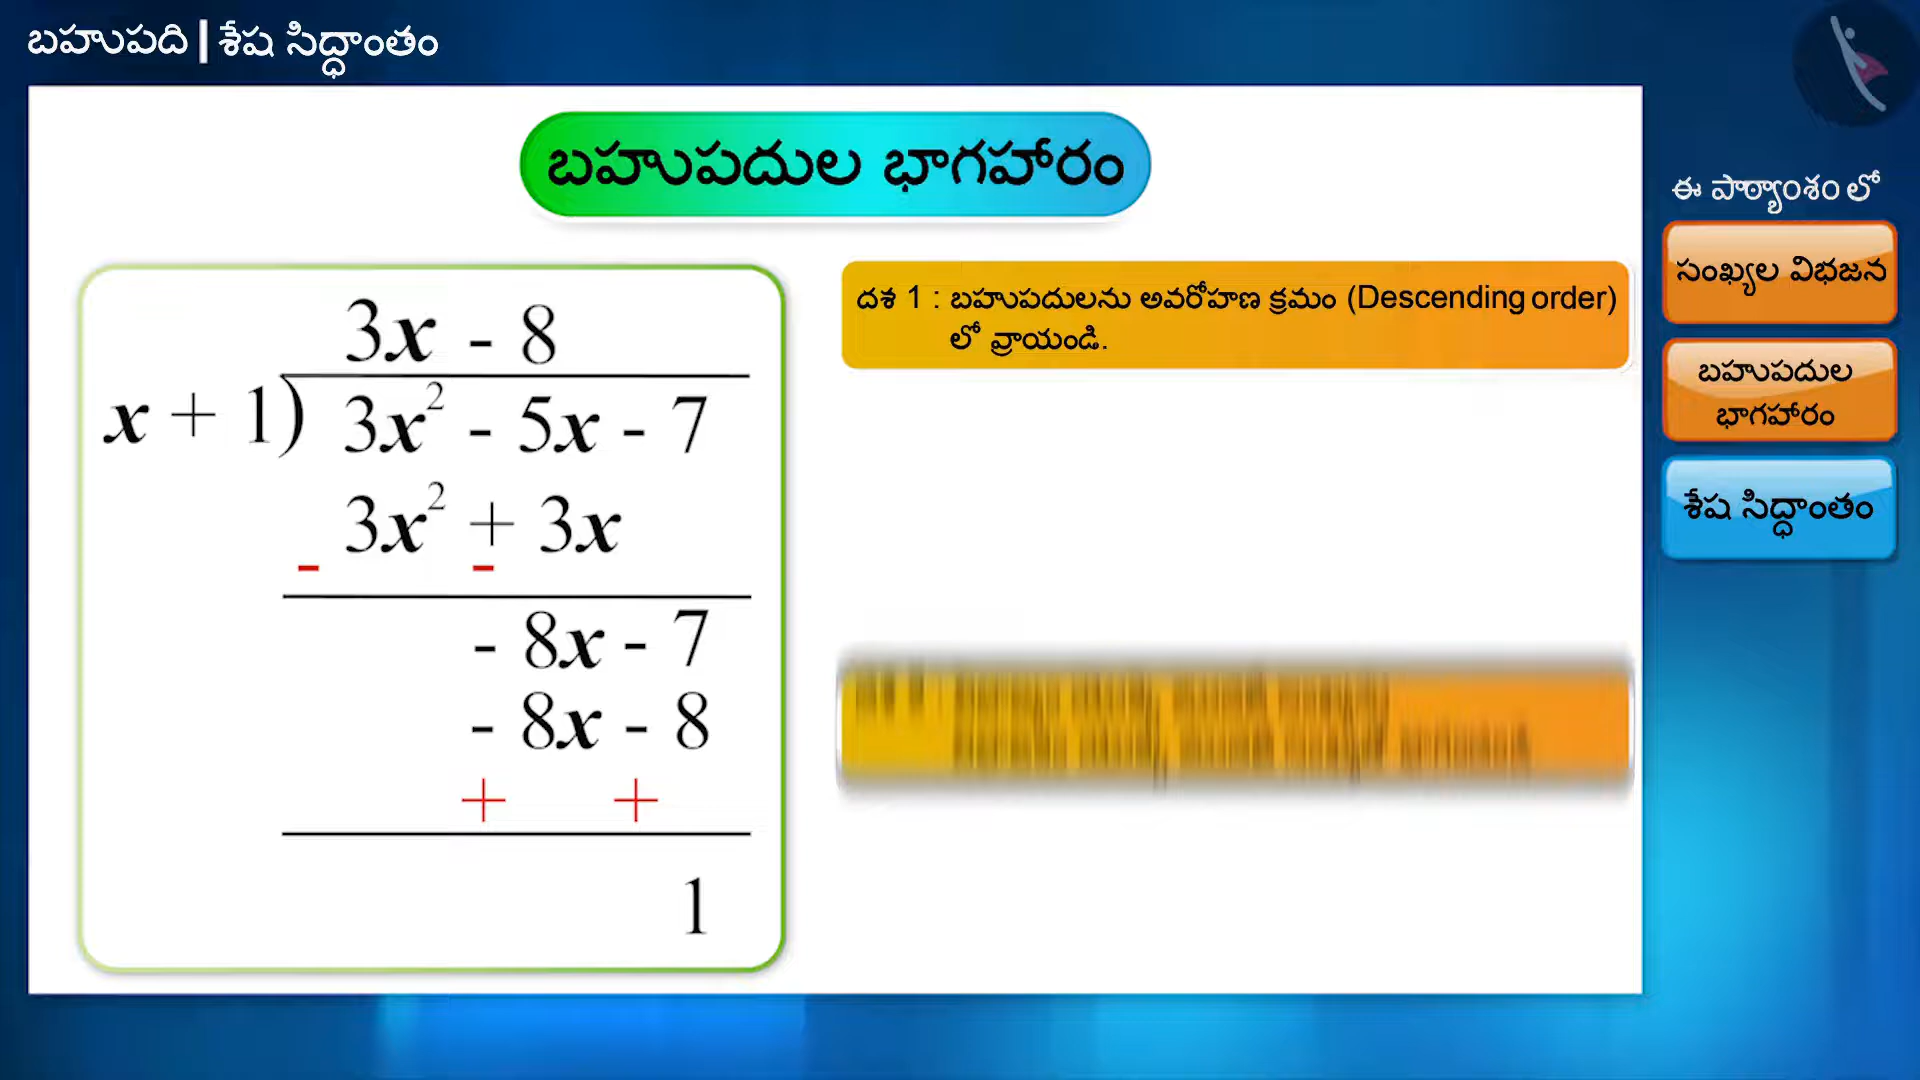 బహుపది | శేష సిద్ధాంతం
బహుపదుల భాగహారం
3x - 8
x + 1) 3x² - 5x - 7
3x² + 3x
- -
- 8x - 7
- 8x - 8
+ +
1
దశ 1 : బహుపదులను అవరోహణ క్రమం (Descending order)
లో వ్రాయండి.
ఈ పాఠ్యాంశం లో
సంఖ్యల విభజన
బహుపదుల
భాగహారం
శేష సిద్ధాంతం